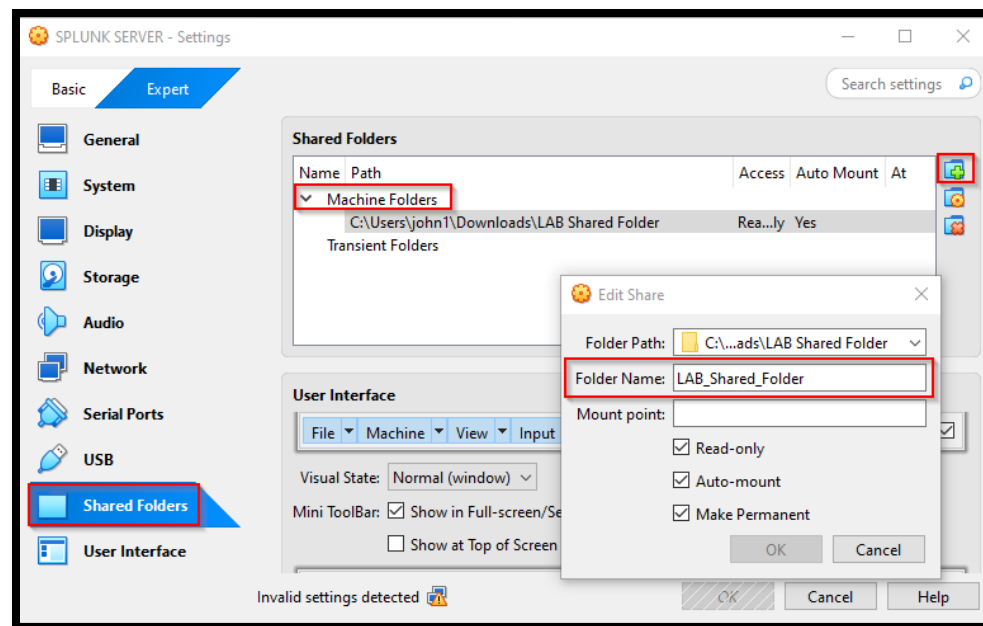 SPLUNK SERVER - Settings
Basic Expert Search settings
General
System
Display
Storage
Audio
Network
Serial Ports
USB
Shared Folders
User Interface
Shared Folders
Name Path Access Auto Mount At
Machine Folders
C:\Users\john1\Downloads\LAB Shared Folder Rea...ly Yes
Transient Folders
Edit Share
Folder Path: C:\...ads\LAB Shared Folder
Folder Name: LAB_Shared_Folder
Mount point:
Read-only
Auto-mount
Make Permanent
OK Cancel
User Interface
File Machine View Input
Visual State: Normal (window)
Mini ToolBar: Show in Full-screen/Se
Show at Top of Screen
Invalid settings detected OK Cancel Help